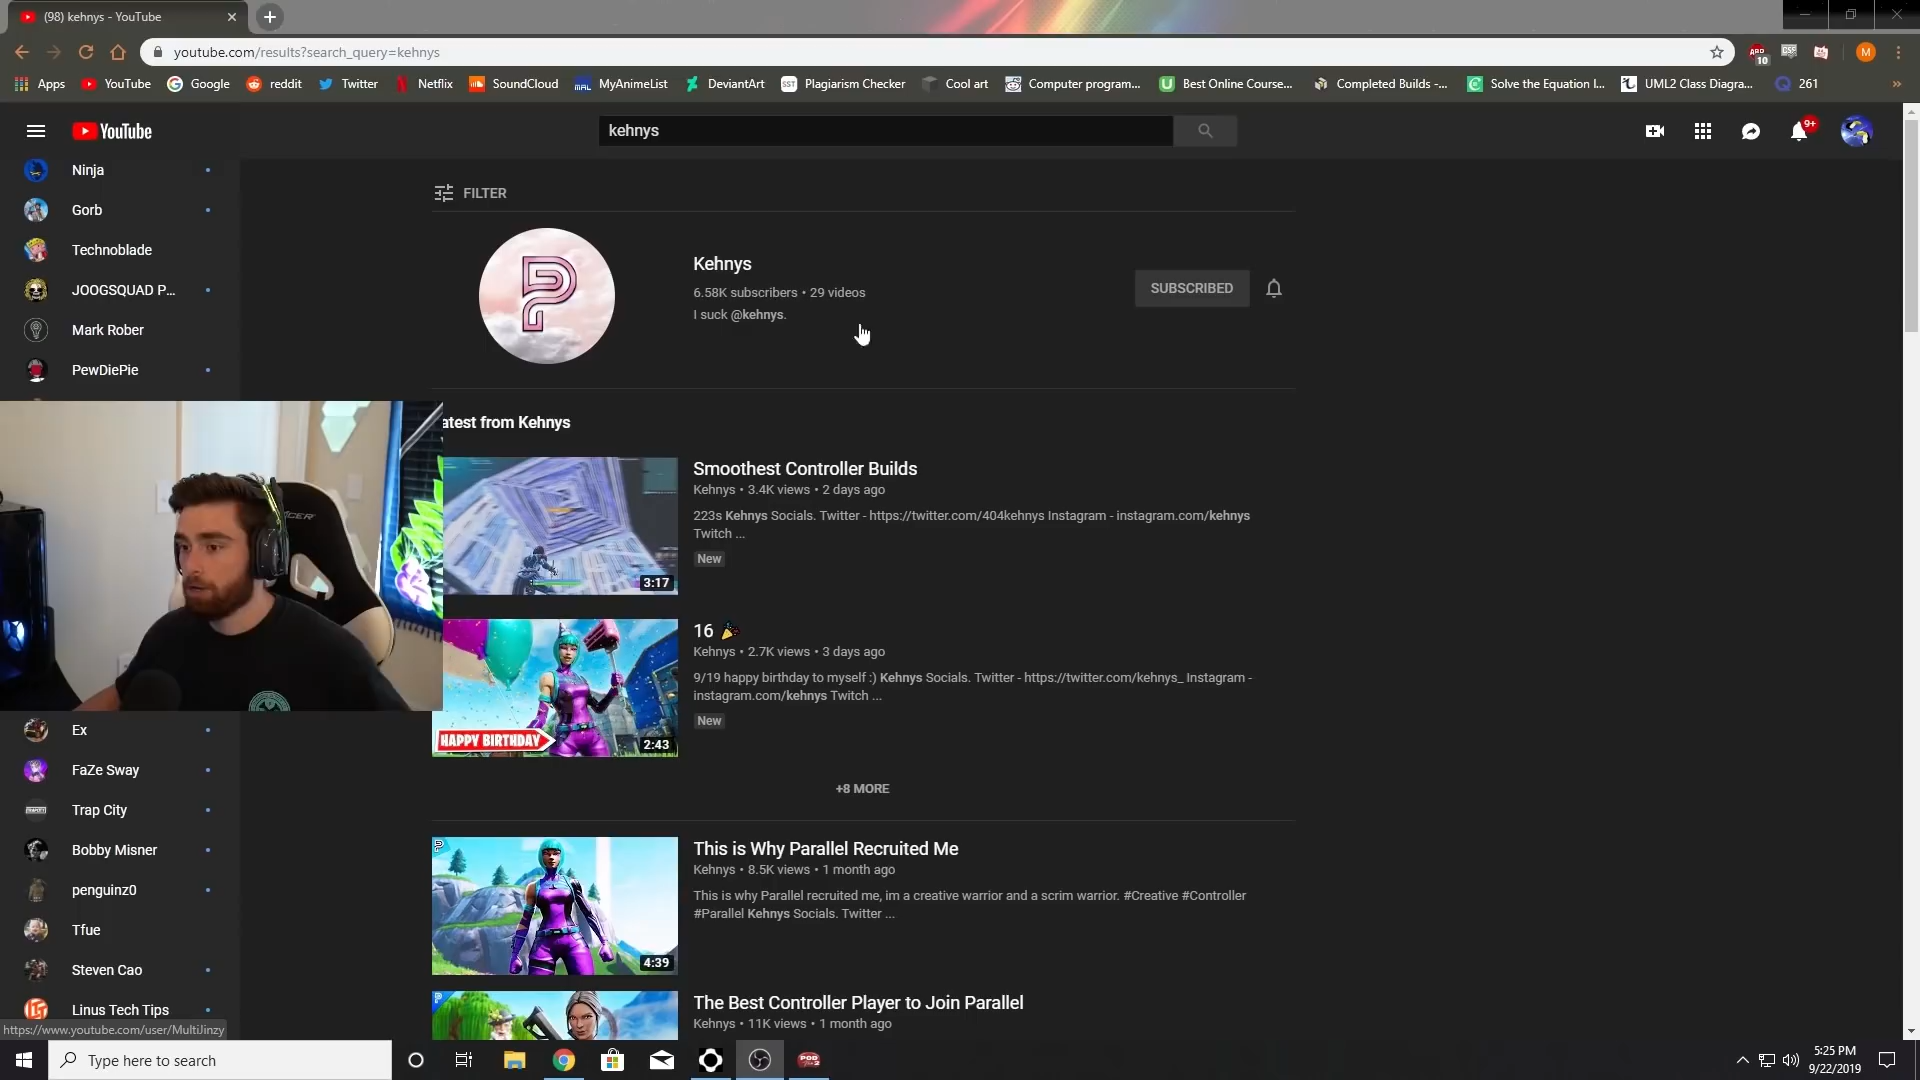 (98) kehnys - YouTube
youtube.com/results?search_query=kehnys
ABP
10
CSP
M
Apps
YouTube
Google
reddit
Twitter
Netflix
SoundCloud
MAL
MyAnimeList
DeviantArt
SST
Plagiarism Checker
Cool art
Computer program...
Best Online Course...
Completed Builds -...
Solve the Equation I...
UML2 Class Diagra...
261
YouTube
kehnys
9+
Ninja
Gorb
Technoblade
JOOGSQUAD P...
Mark Rober
PewDiePie
FILTER
Kehnys
6.58K subscribers • 29 videos
I suck @kehnys.
SUBSCRIBED
atest from Kehnys
Smoothest Controller Builds
Kehnys • 3.4K views • 2 days ago
223s Kehnys Socials. Twitter - https://twitter.com/404kehnys Instagram - instagram.com/kehnys
Twitch ...
New
3:17
16 🎉
Kehnys • 2.7K views • 3 days ago
9/19 happy birthday to myself :) Kehnys Socials. Twitter - https://twitter.com/kehnys_ Instagram -
instagram.com/kehnys Twitch ...
New
HAPPY BIRTHDAY
2:43
+8 MORE
This is Why Parallel Recruited Me
Kehnys • 8.5K views • 1 month ago
This is why Parallel recruited me, im a creative warrior and a scrim warrior. #Creative #Controller
#Parallel Kehnys Socials. Twitter ...
4:39
The Best Controller Player to Join Parallel
Kehnys • 11K views • 1 month ago
Ex
FaZe Sway
Trap City
Bobby Misner
penguinz0
Tfue
Steven Cao
Linus Tech Tips
https://www.youtube.com/user/MultiJinzy
Type here to search
5:25 PM
9/22/2019